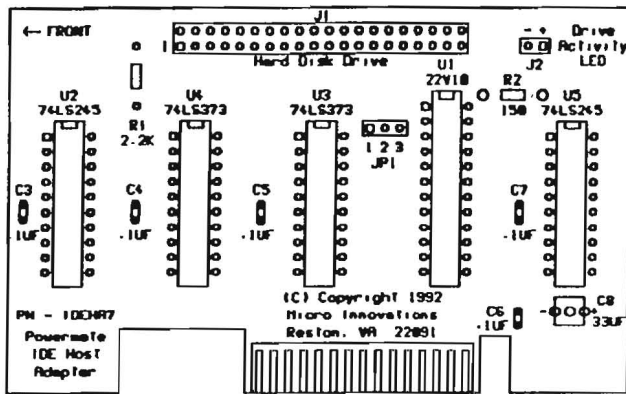 J1
← FRONT
- + Drive
Activity
LED
1
J2
Hard Disk Drive
U1
22V10
U2
74LS245
U4
74LS373
U3
74LS373
R2
150
U5
74LS245
R1
2.2K
1 2 3
JP1
C3
.1UF
C4
.1UF
C5
.1UF
C7
.1UF
PN - IDEHA7
Powermate
IDE Host
Adapter
(C) Copyright 1992
Micro Innovations
Reston, VA 22091
C6
.1UF
- +
C8
33UF